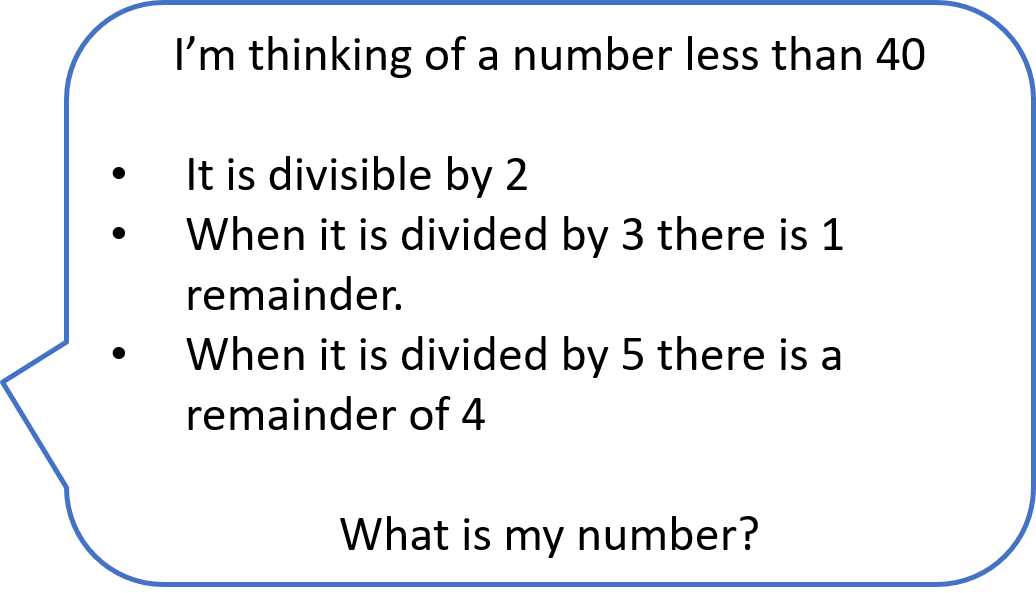 I’m thinking of a number less than 40
• It is divisible by 2
• When it is divided by 3 there is 1
remainder.
• When it is divided by 5 there is a
remainder of 4
What is my number?